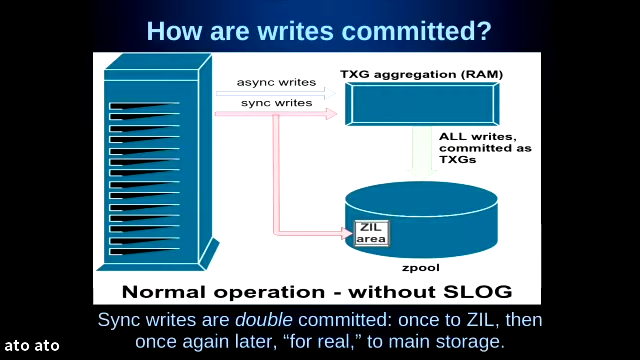 How are writes committed?
async writes
sync writes
TXG aggregation (RAM)
ALL writes,
committed as
TXGs
ZIL
area
zpool
Normal operation - without SLOG
Sync writes are double committed: once to ZIL, then
once again later, “for real,” to main storage.
ato ato